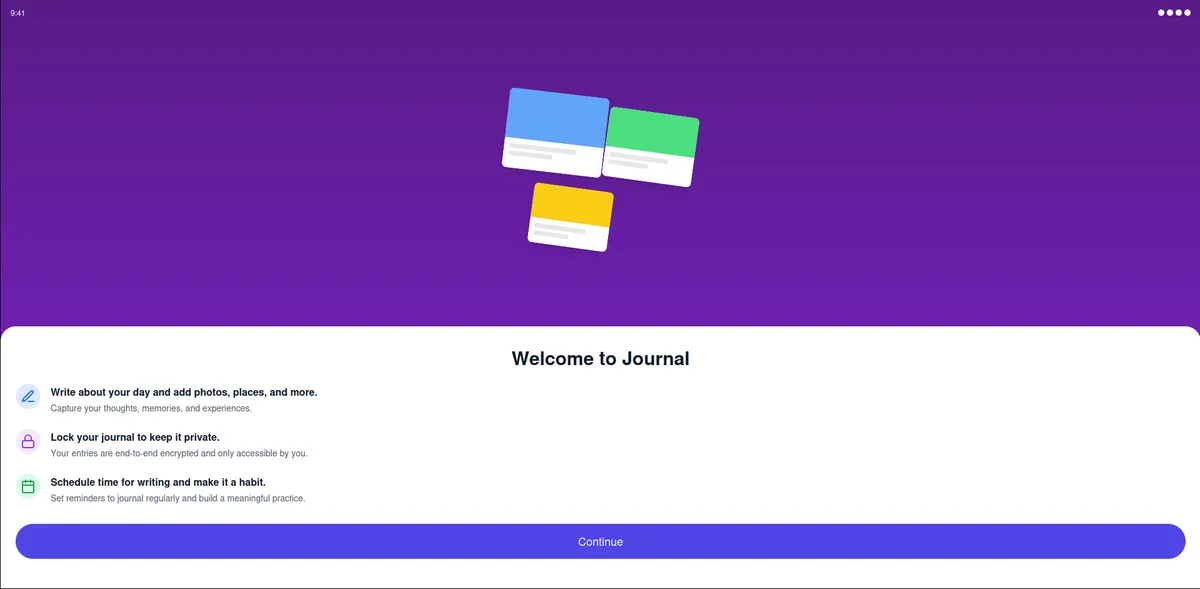 9:41
Welcome to Journal
Write about your day and add photos, places, and more.
Capture your thoughts, memories, and experiences.
Lock your journal to keep it private.
Your entries are end-to-end encrypted and only accessible by you.
Schedule time for writing and make it a habit.
Set reminders to journal regularly and build a meaningful practice.
Continue